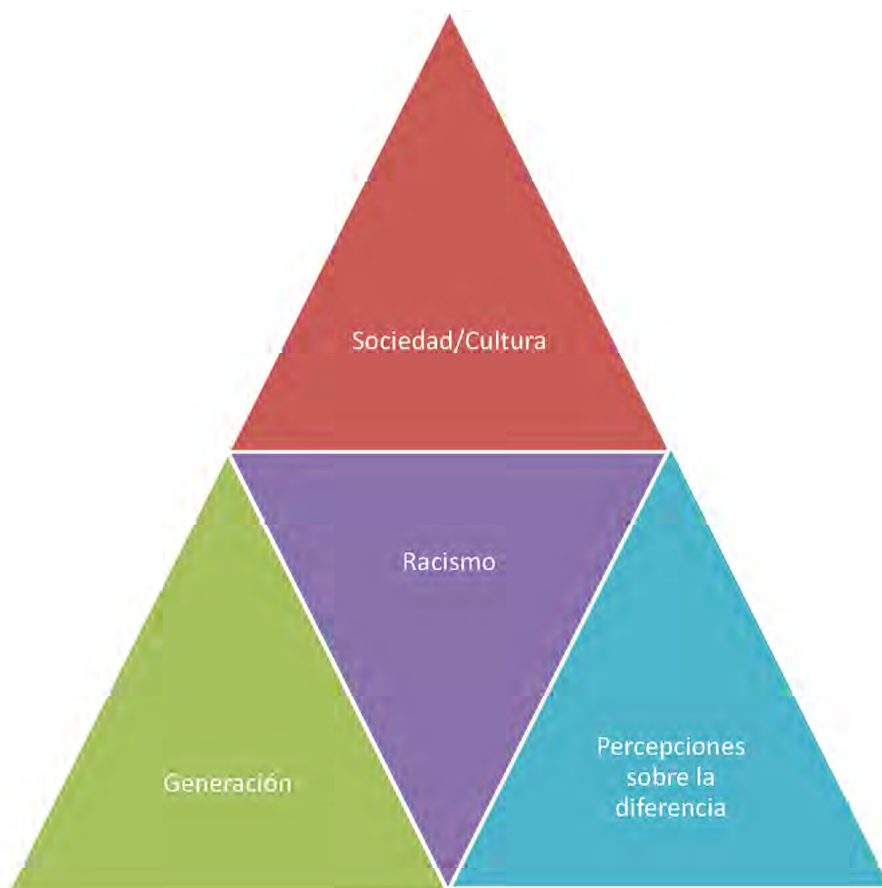 Sociedad/Cultura
Racismo
Generación
Percepciones
sobre la
diferencia